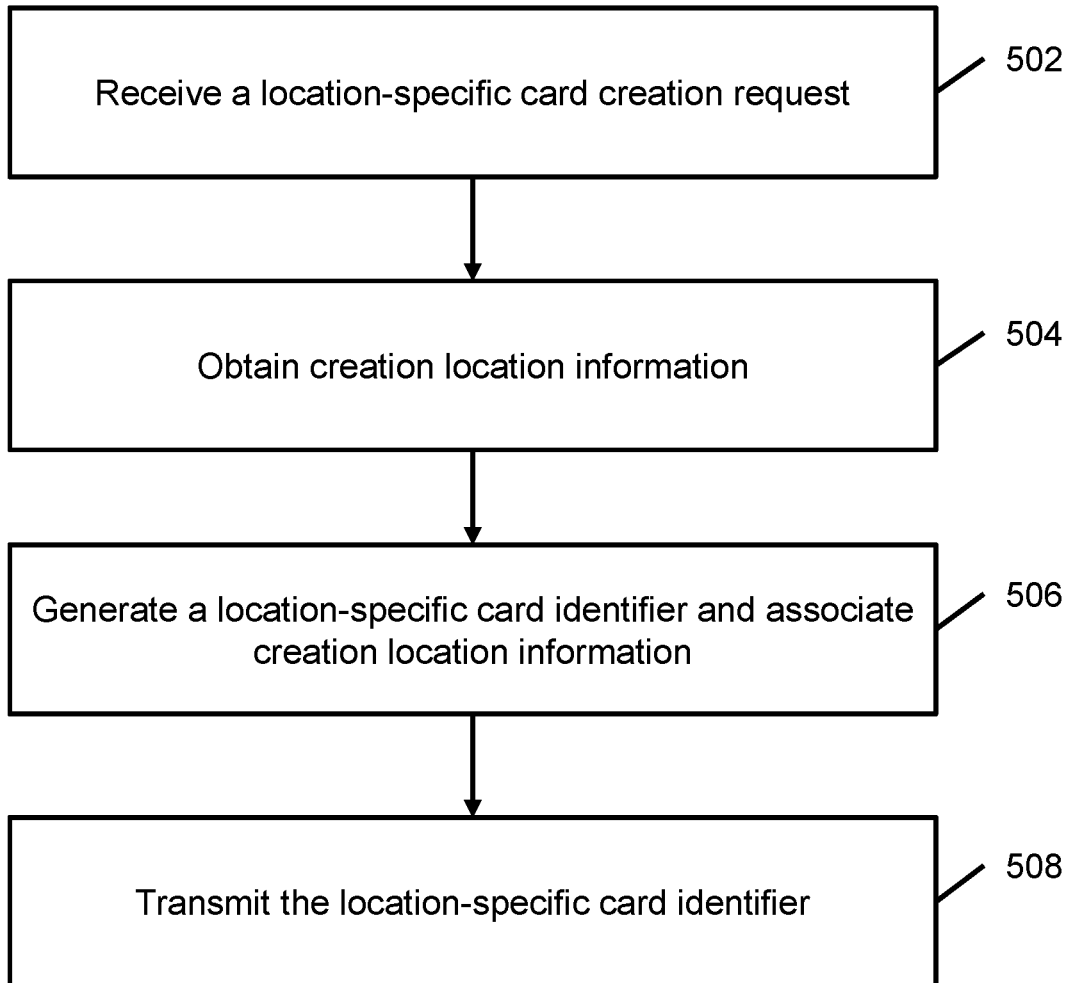 Receive a location-specific card creation request
502
Obtain creation location information
504
Generate a location-specific card identifier and associate
creation location information
506
Transmit the location-specific card identifier
508